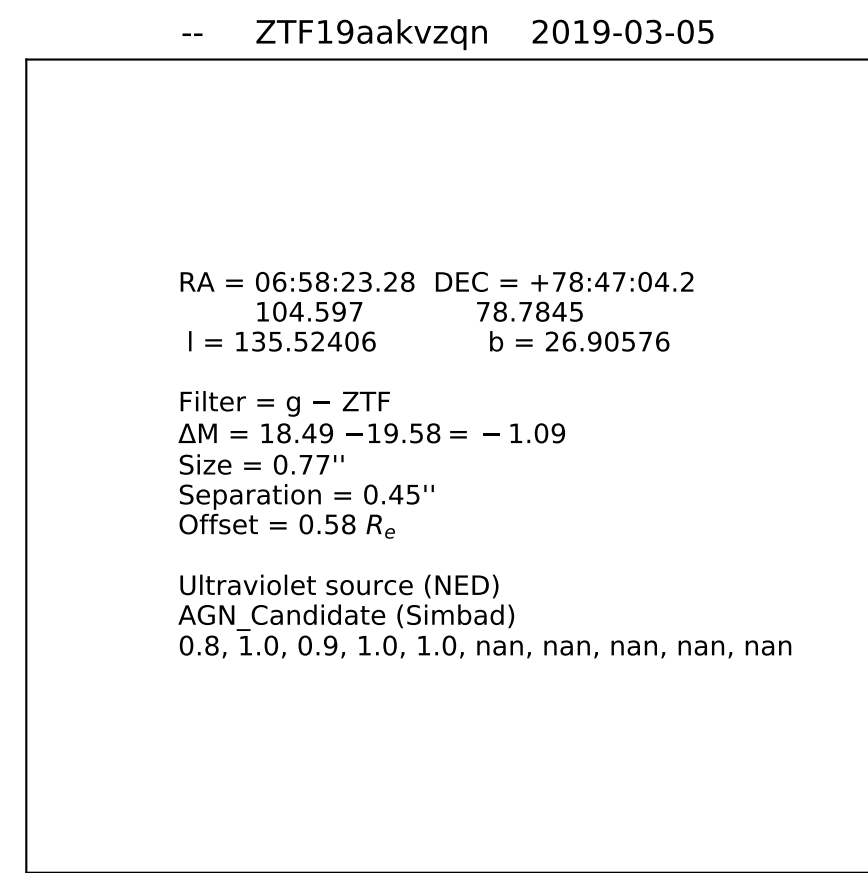 -- ZTF19aakvzqn 2019-03-05
RA = 06:58:23.28 DEC = +78:47:04.2
104.597 78.7845
l = 135.52406 b = 26.90576
Filter = g − ZTF
ΔM = 18.49 −19.58 = − 1.09
Size = 0.77''
Separation = 0.45''
Offset = 0.58 Re
Ultraviolet source (NED)
AGN_Candidate (Simbad)
0.8, 1.0, 0.9, 1.0, 1.0, nan, nan, nan, nan, nan